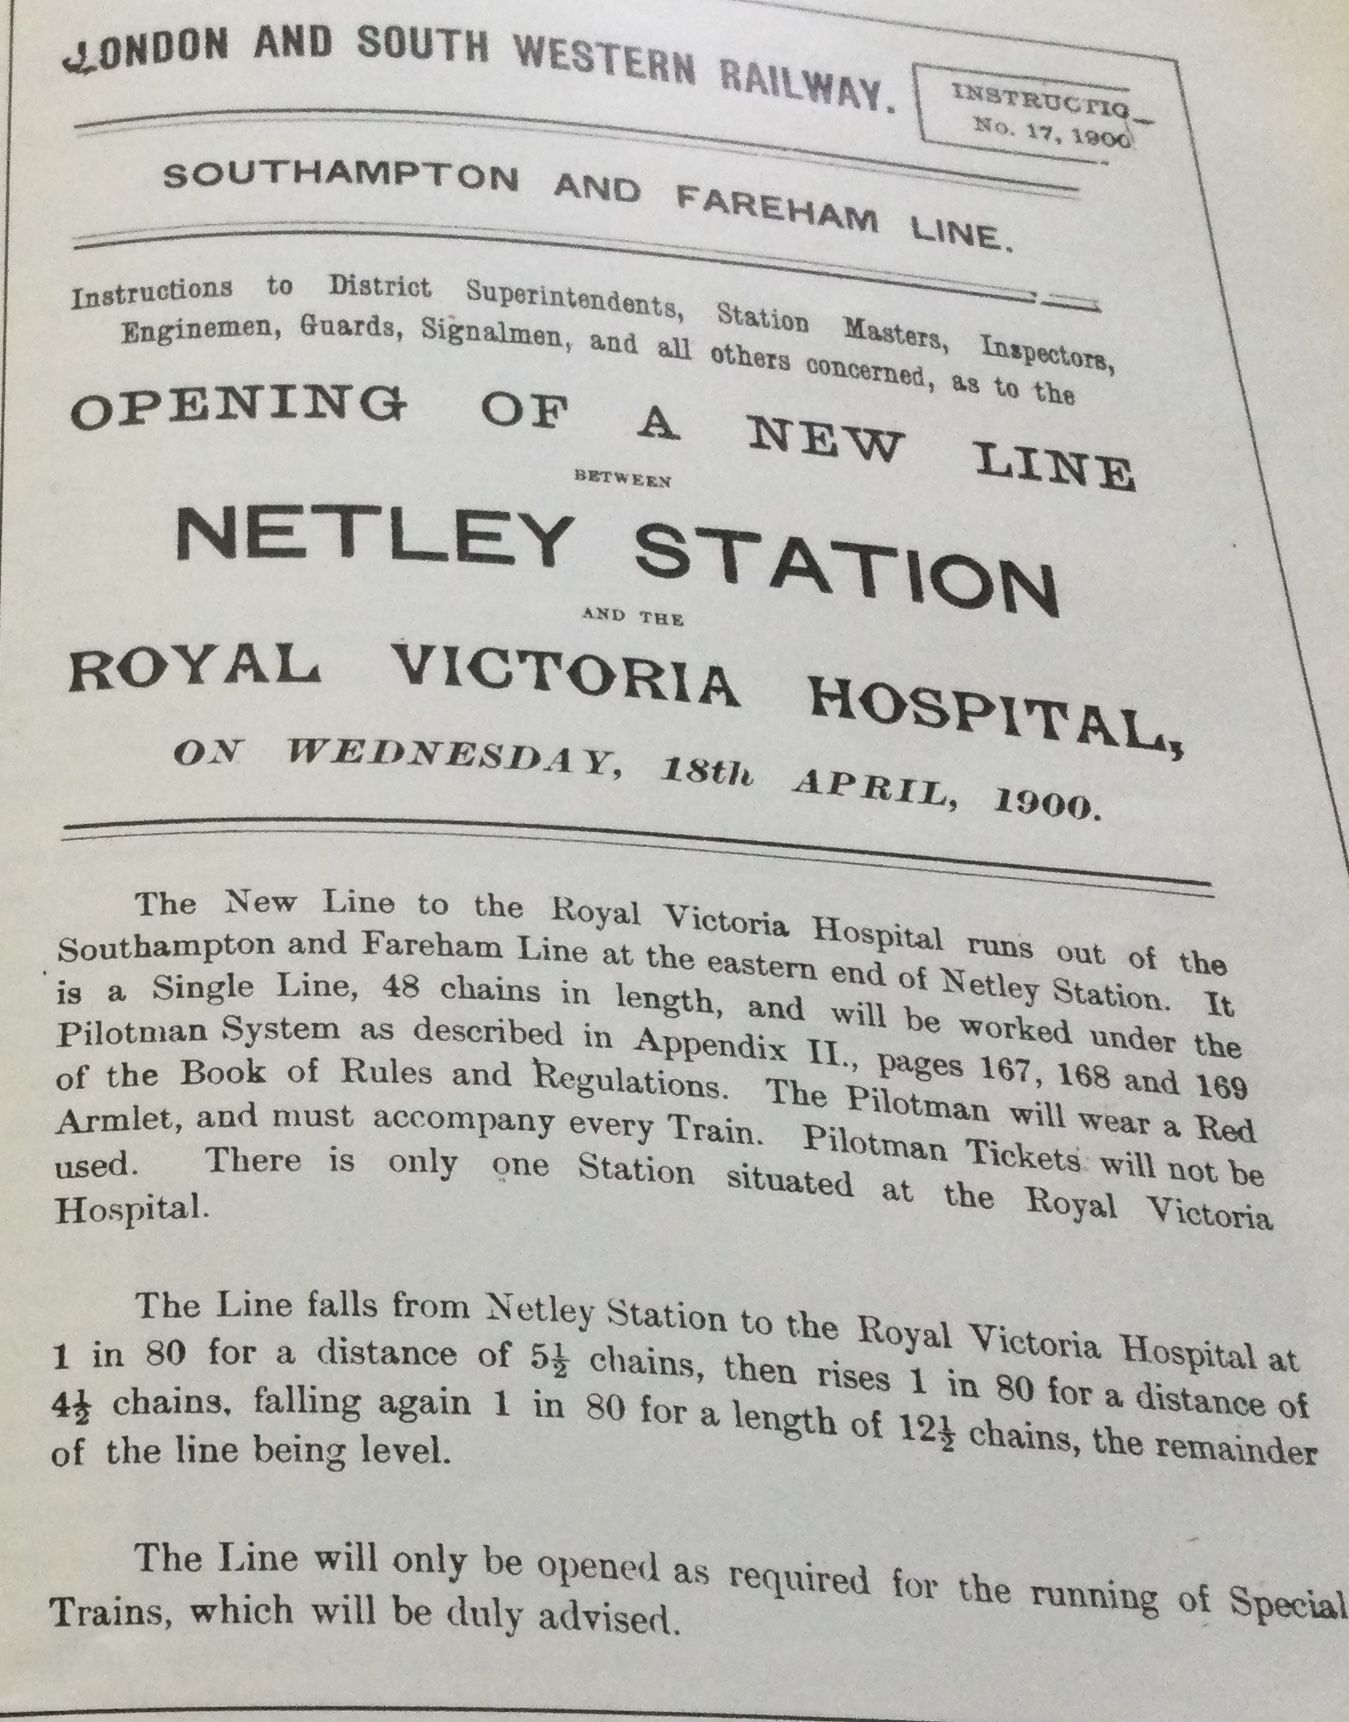 LONDON AND SOUTH WESTERN RAILWAY.
INSTRUCTIO
No. 17, 1900
SOUTHAMPTON AND FAREHAM LINE.
Instructions to District Superintendents, Station Masters, Inspectors,
Enginemen, Guards, Signalmen, and all others concerned, as to the
OPENING OF A NEW LINE
BETWEEN
NETLEY STATION
AND THE
ROYAL VICTORIA HOSPITAL,
ON WEDNESDAY, 18th APRIL, 1900.
The New Line to the Royal Victoria Hospital runs out of the
Southampton and Fareham Line at the eastern end of Netley Station. It
is a Single Line, 48 chains in length, and will be worked under the
Pilotman System as described in Appendix II., pages 167, 168 and 169
of the Book of Rules and Regulations. The Pilotman will wear a Red
Armlet, and must accompany every Train. Pilotman Tickets will not be
used. There is only one Station situated at the Royal Victoria
Hospital.
The Line falls from Netley Station to the Royal Victoria Hospital at
1 in 80 for a distance of 5½ chains, then rises 1 in 80 for a distance of
4½ chains, falling again 1 in 80 for a length of 12½ chains, the remainder
of the line being level.
The Line will only be opened as required for the running of Special
Trains, which will be duly advised.